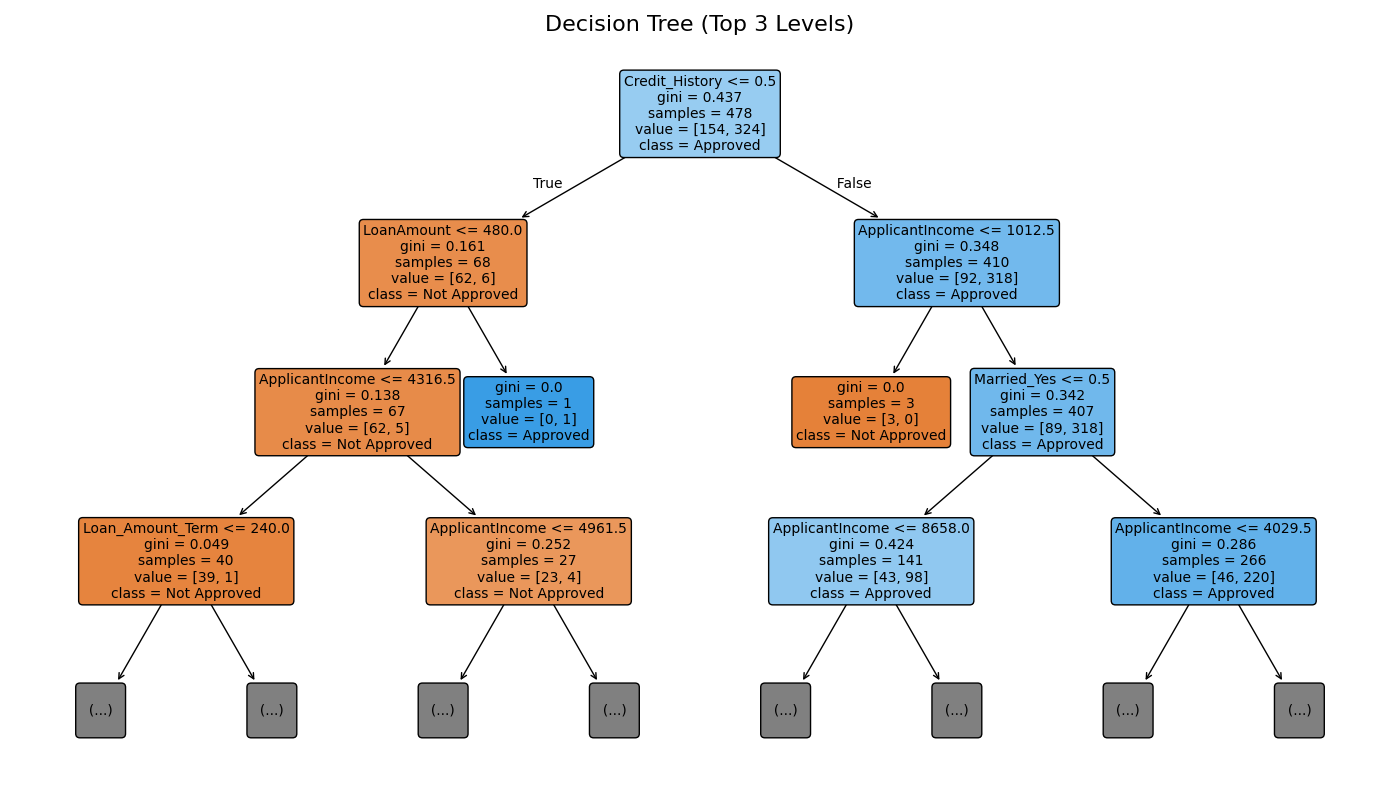 Decision Tree (Top 3 Levels)
Credit_History <= 0.5
gini = 0.437
samples = 478
value = [154, 324]
class = Approved
True
False
LoanAmount <= 480.0
gini = 0.161
samples = 68
value = [62, 6]
class = Not Approved
ApplicantIncome <= 1012.5
gini = 0.348
samples = 410
value = [92, 318]
class = Approved
ApplicantIncome <= 4316.5
gini = 0.138
samples = 67
value = [62, 5]
class = Not Approved
gini = 0.0
samples = 1
value = [0, 1]
class = Approved
gini = 0.0
samples = 3
value = [3, 0]
class = Not Approved
Married_Yes <= 0.5
gini = 0.342
samples = 407
value = [89, 318]
class = Approved
Loan_Amount_Term <= 240.0
gini = 0.049
samples = 40
value = [39, 1]
class = Not Approved
ApplicantIncome <= 4961.5
gini = 0.252
samples = 27
value = [23, 4]
class = Not Approved
ApplicantIncome <= 8658.0
gini = 0.424
samples = 141
value = [43, 98]
class = Approved
ApplicantIncome <= 4029.5
gini = 0.286
samples = 266
value = [46, 220]
class = Approved
(...)
(...)
(...)
(...)
(...)
(...)
(...)
(...)